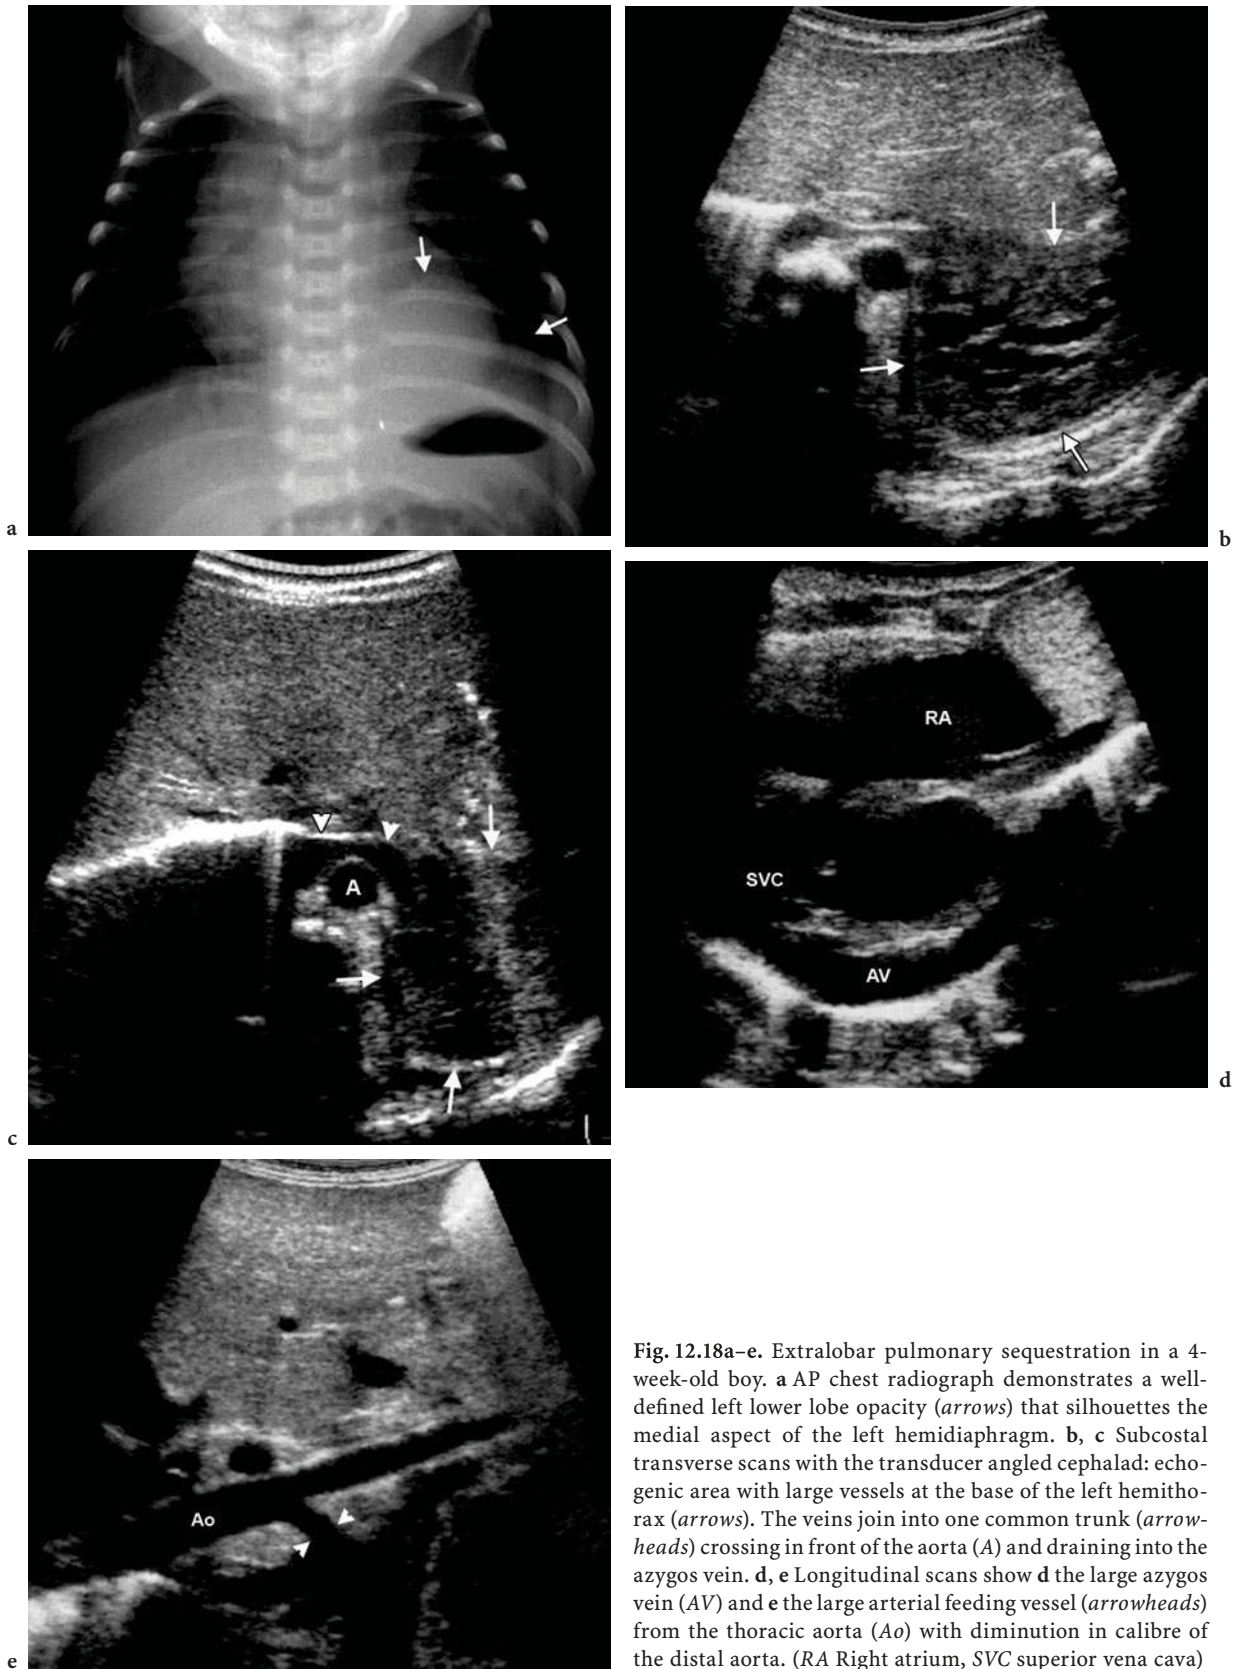 a
b
A
c
RA
SVC
AV
d
Ao
e
Fig. 12.18a–e. Extralobar pulmonary sequestration in a 4-
week-old boy. a AP chest radiograph demonstrates a well-
defined left lower lobe opacity (arrows) that silhouettes the
medial aspect of the left hemidiaphragm. b, c Subcostal
transverse scans with the transducer angled cephalad: echo-
genic area with large vessels at the base of the left hemitho-
rax (arrows). The veins join into one common trunk (arrow-
heads) crossing in front of the aorta (A) and draining into the
azygos vein. d, e Longitudinal scans show d the large azygos
vein (AV) and e the large arterial feeding vessel (arrowheads)
from the thoracic aorta (Ao) with diminution in calibre of
the distal aorta. (RA Right atrium, SVC superior vena cava)